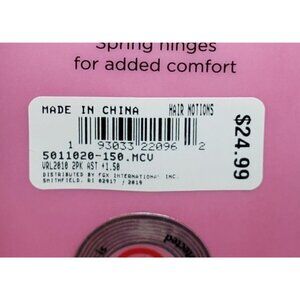 Spring hinges
for added comfort
MADE IN CHINA
HAIR NOTIONS
1 93033 22096 2
$24.99
5011020-150.MCV
VRL2010 2PK AST +1.50
DISTRIBUTED BY FGX INTERNATIONAL INC.
SMITHFIELD, RI 02917 / 2019